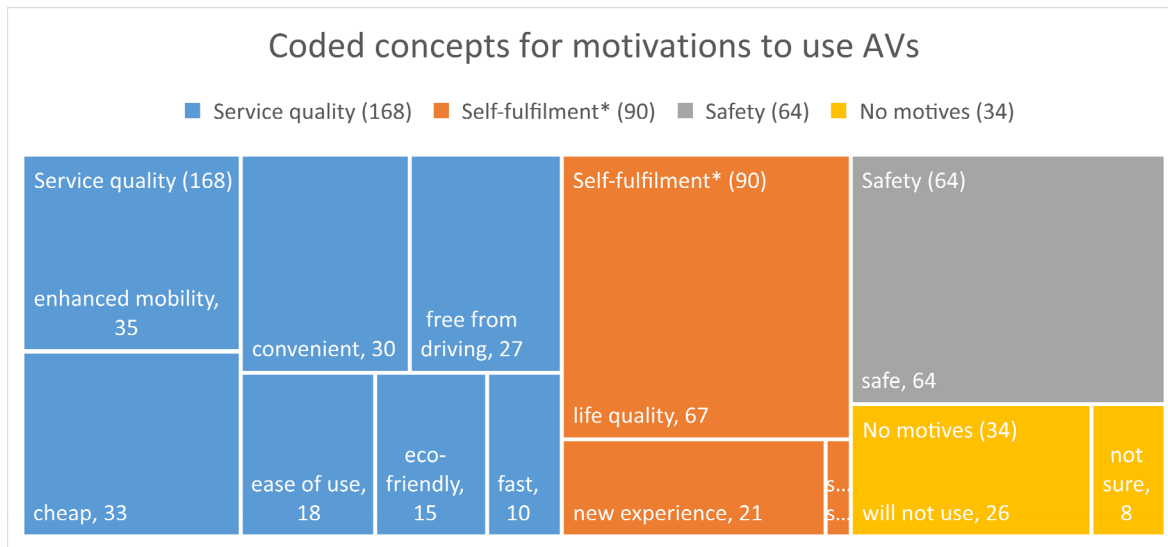 Coded concepts for motivations to use AVs
Service quality (168) Self-fulfilment* (90) Safety (64) No motives (34)
Service quality (168)
enhanced mobility,
35
cheap, 33
convenient, 30
free from
driving, 27
ease of use,
18
eco-
friendly,
15
fast,
10
Self-fulfilment* (90)
life quality, 67
new experience, 21
s...
s...
Safety (64)
safe, 64
No motives (34)
will not use, 26
not
sure,
8